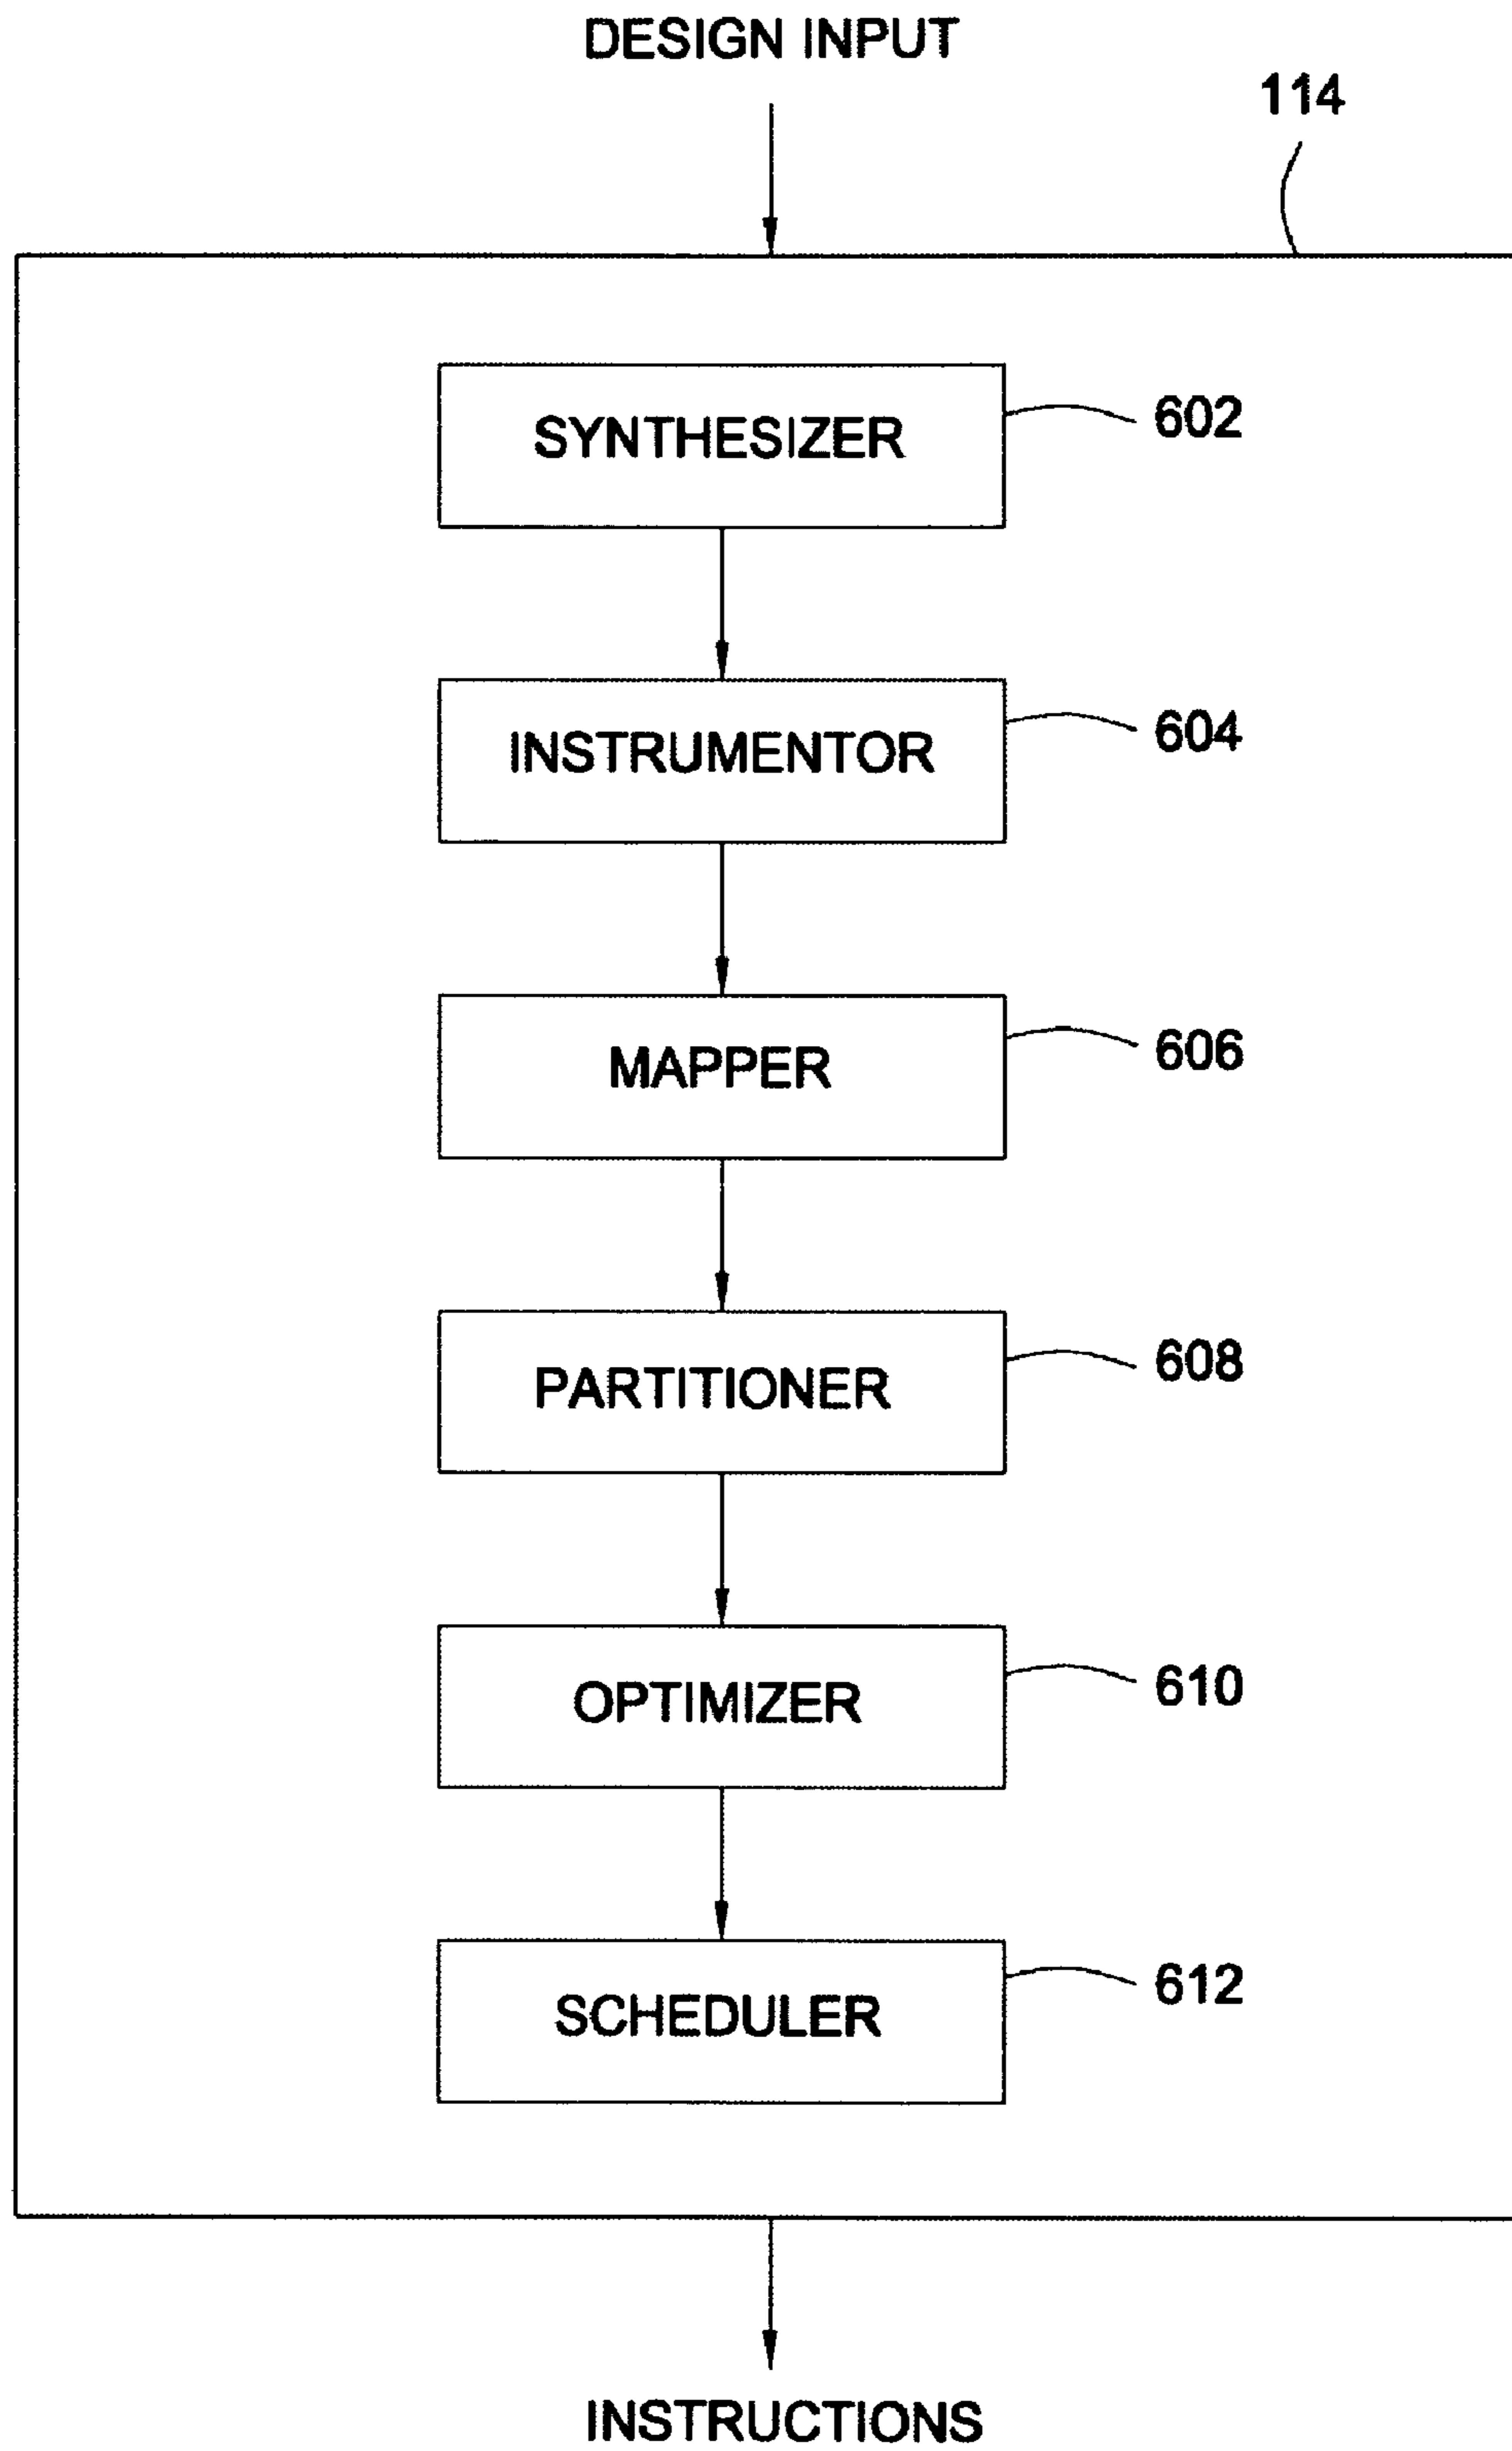 DESIGN INPUT
114
SYNTHESIZER
602
INSTRUMENTOR
604
MAPPER
606
PARTITIONER
608
OPTIMIZER
610
SCHEDULER
612
INSTRUCTIONS